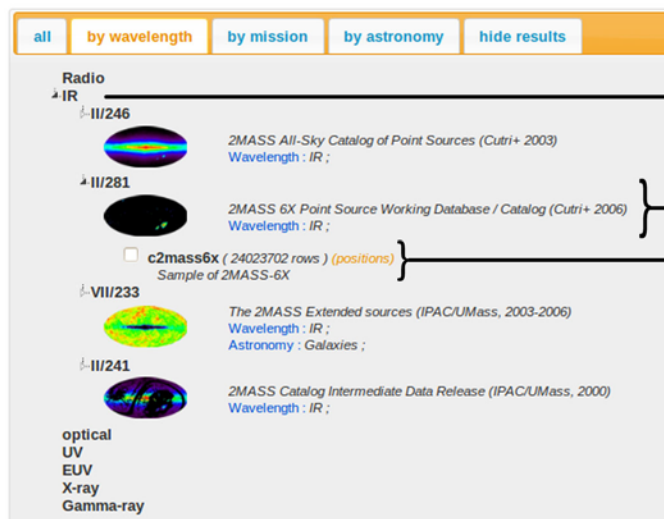 all by wavelength by mission by astronomy hide results
Radio
IR
II/246
2MASS All-Sky Catalog of Point Sources (Cutri+ 2003)
Wavelength : IR ;
II/281
2MASS 6X Point Source Working Database / Catalog (Cutri+ 2006)
Wavelength : IR ;
c2mass6x ( 24023702 rows ) (positions)
Sample of 2MASS-6X
VII/233
The 2MASS Extended sources (IPAC/UMass, 2003-2006)
Wavelength : IR ;
Astronomy : Galaxies ;
II/241
2MASS Catalog Intermediate Data Release (IPAC/UMass, 2000)
Wavelength : IR ;
optical
UV
EUV
X-ray
Gamma-ray